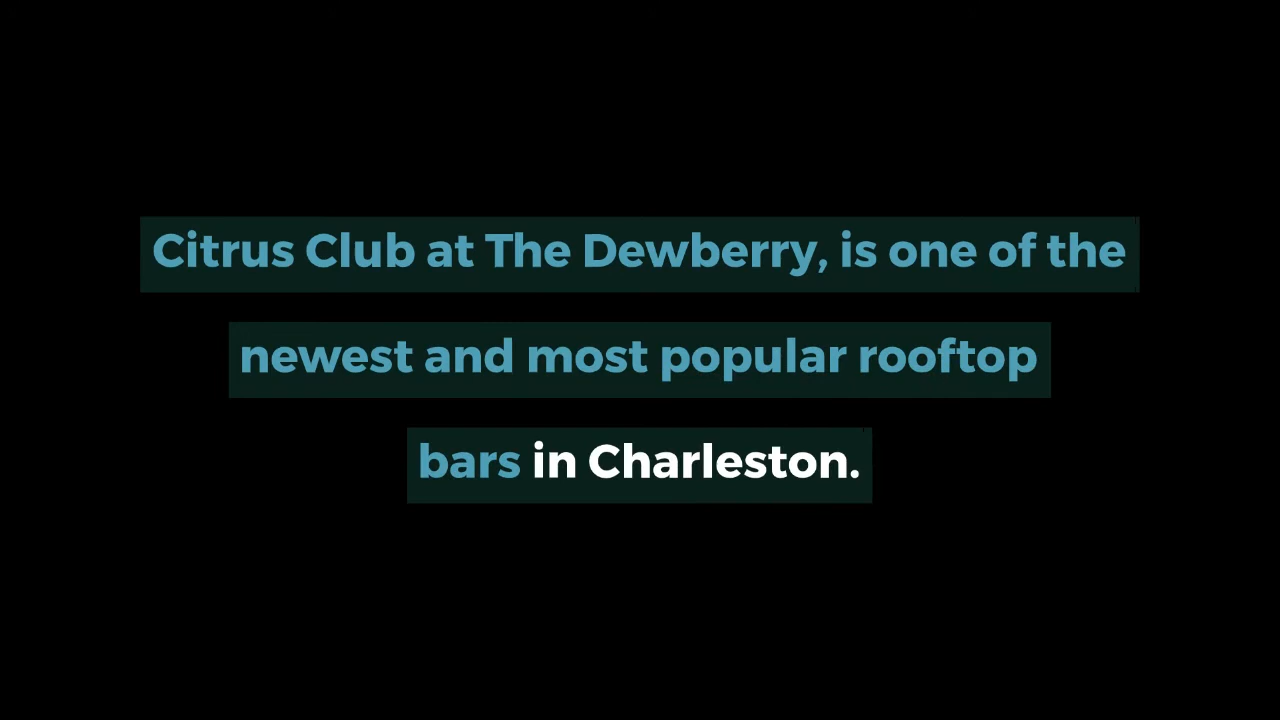 Citrus Club at The Dewberry, is one of the
newest and most popular rooftop
bars in Charleston.